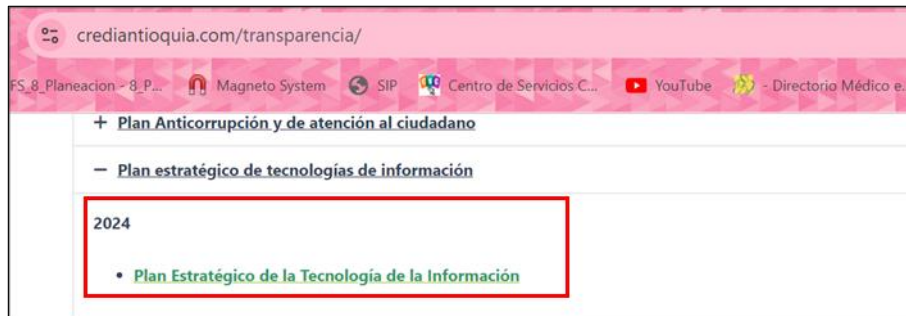 crediantioquia.com/transparencia/
FS_8_Planeacion - 8_P... Magneto System SIP Centro de Servicios C... YouTube - Directorio Médico e.
+ Plan Anticorrupción y de atención al ciudadano
– Plan estratégico de tecnologías de información
2024
• Plan Estratégico de la Tecnología de la Información